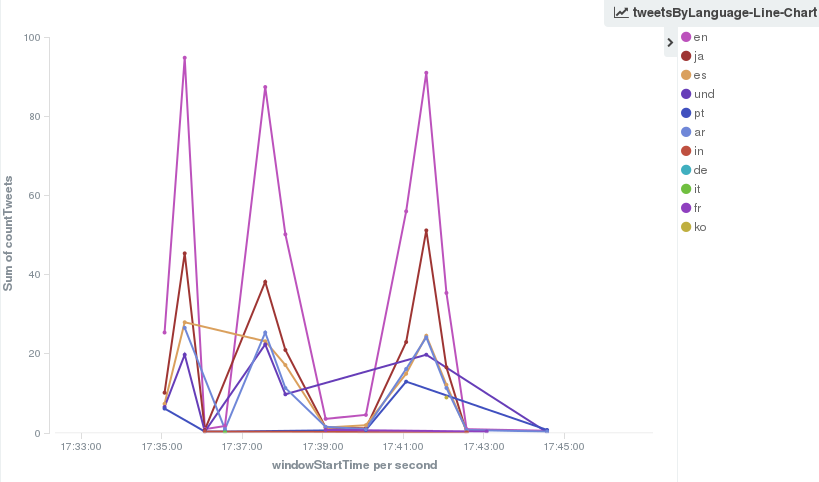 tweetsByLanguage-Line-Chart
en
ja
es
und
pt
ar
in
de
it
fr
ko
Sum of countTweets
100
80
60
40
20
0
17:33:00 17:35:00 17:37:00 17:39:00 17:41:00 17:43:00 17:45:00
windowStartTime per second